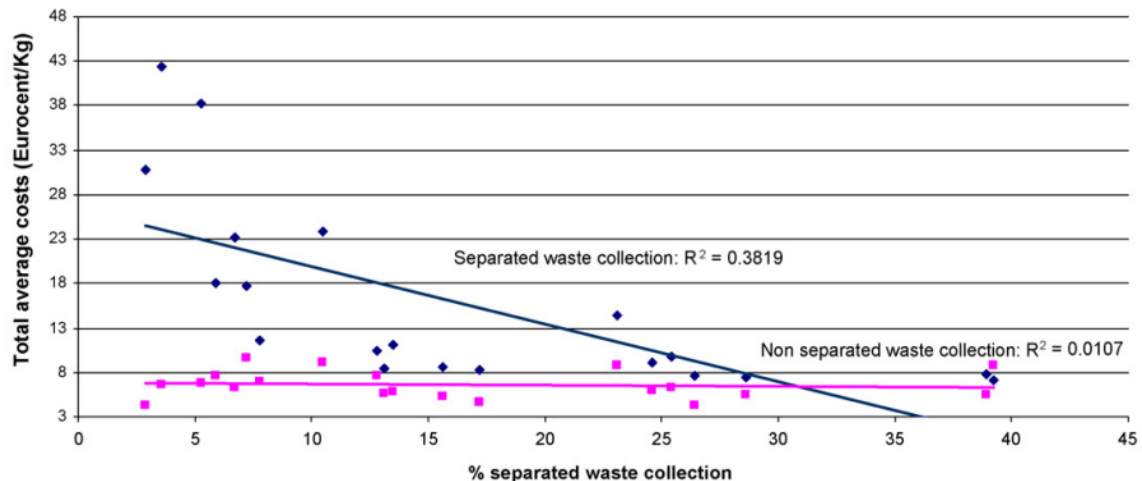 48
43
38
33
28
23
18
13
8
3
Total average costs (Eurocent/Kg)
Separated waste collection: R² = 0.3819
Non separated waste collection: R² = 0.0107
0 5 10 15 20 25 30 35 40 45
% separated waste collection